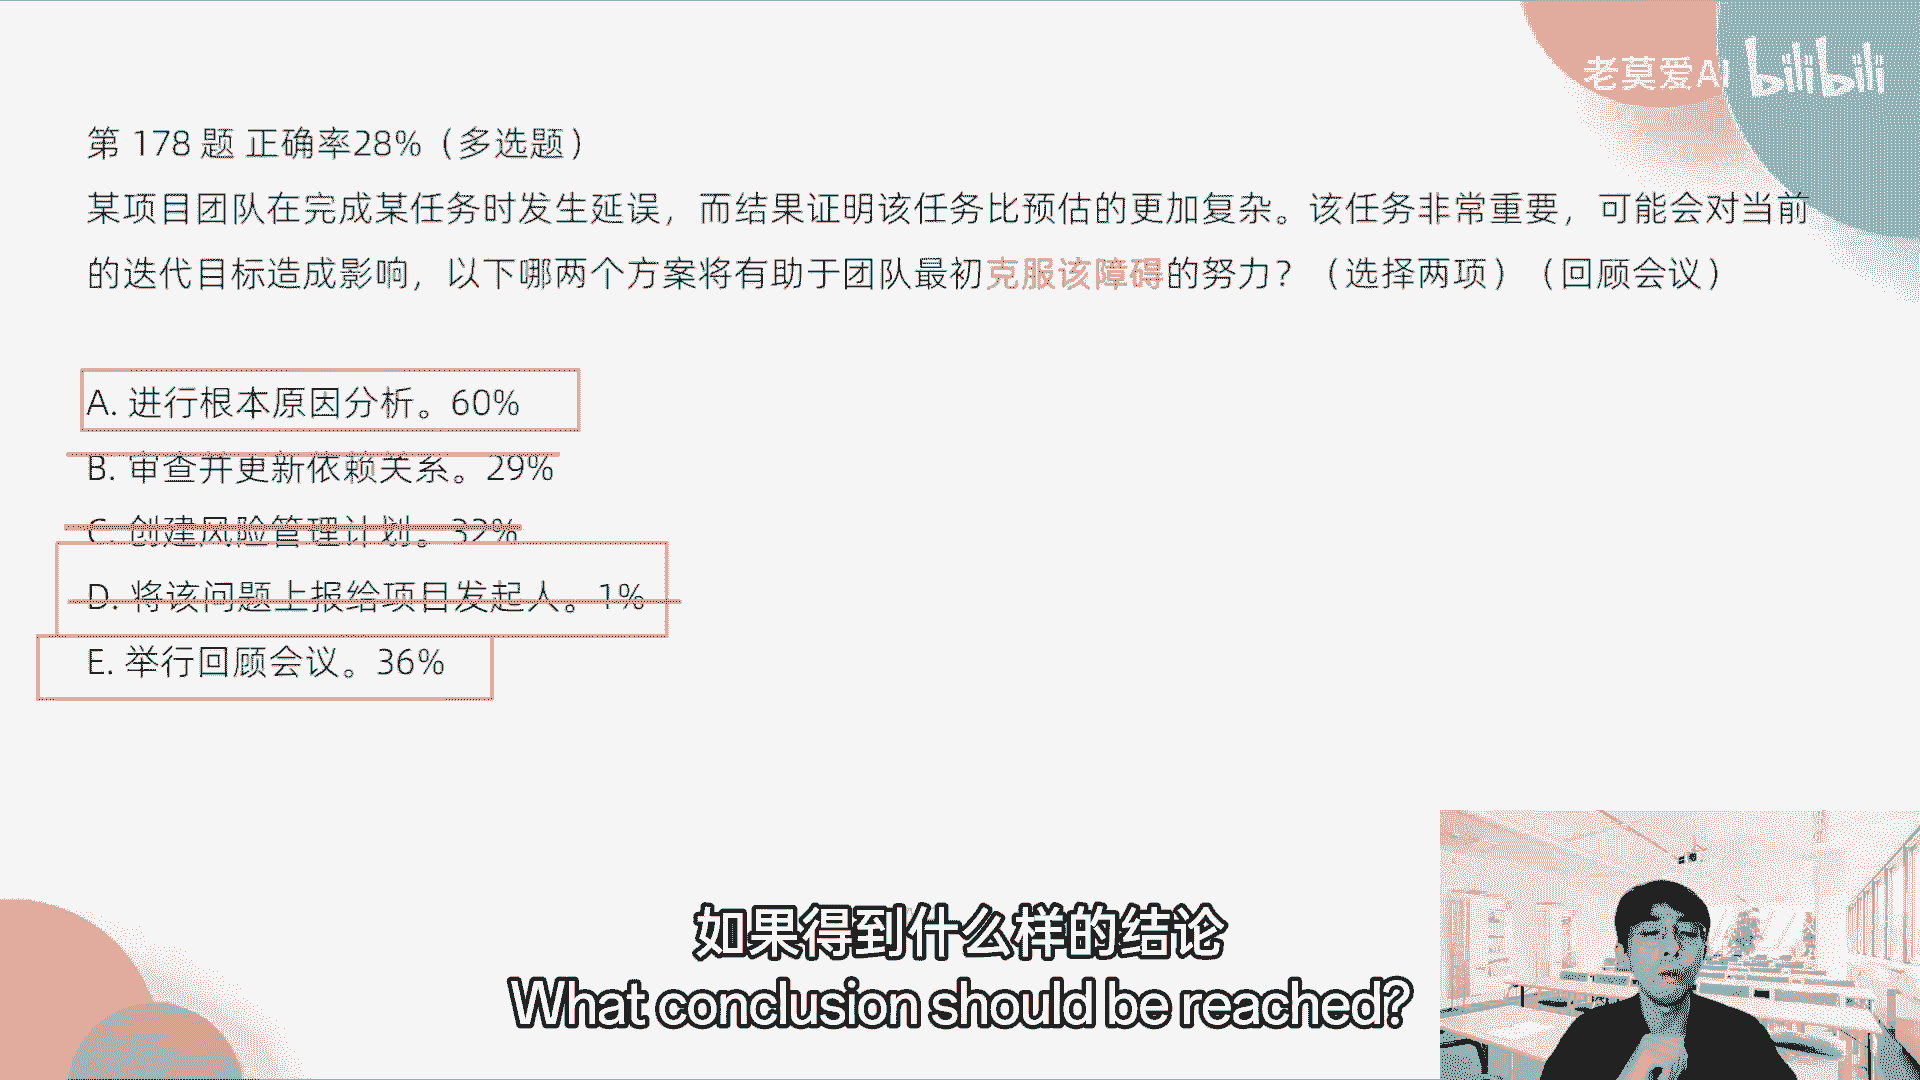 老莫爱AI bilibili
第 178 题 正确率28%（多选题）
某项目团队在完成某任务时发生延误，而结果证明该任务比预估的更加复杂。该任务非常重要，可能会对当前
的迭代目标造成影响，以下哪两个方案将有助于团队最初克服该障碍的努力？（选择两项）（回顾会议）
A. 进行根本原因分析。60%
B. 审查并更新依赖关系。29%
C. 创建风险管理计划。32%
D. 将该问题上报给项目发起人。1%
E. 举行回顾会议。36%
如果得到什么样的结论
What conclusion should be reached?